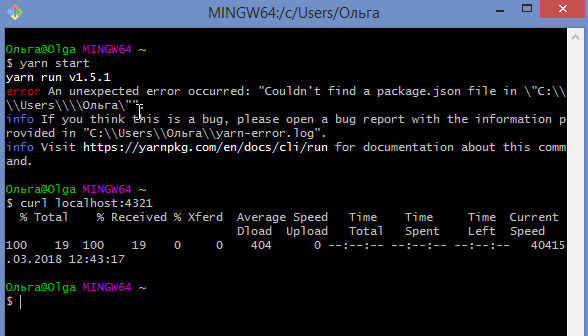 MINGW64:/c/Users/Ольга
Ольга@Olga MINGW64 ~
$ yarn start
yarn run v1.5.1
error An unexpected error occurred: "Couldn't find a package.json file in \"C:\\
\\Users\\\\Ольга\"".
info If you think this is a bug, please open a bug report with the information p
rovided in "C:\\Users\\Ольга\\yarn-error.log".
info Visit https://yarnpkg.com/en/docs/cli/run for documentation about this comm
and.
Ольга@Olga MINGW64 ~
$ curl localhost:4321
% Total % Received % Xferd Average Speed Time Time Time Current
Dload Upload Total Spent Left Speed
100 19 100 19 0 0 404 0 --:--:-- --:--:-- --:--:-- 40415
.03.2018 12:43:17
Ольга@Olga MINGW64 ~
$